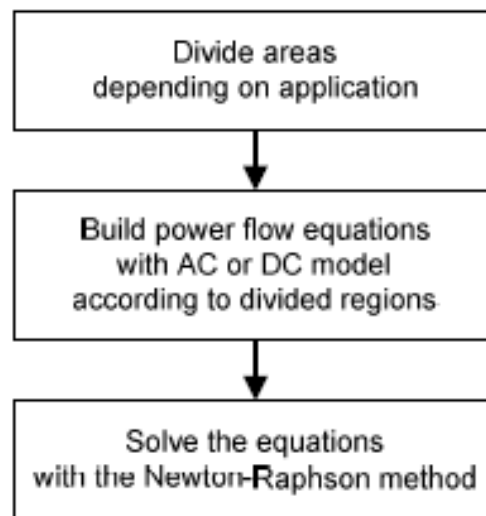 Divide areas
depending on application
Build power flow equations
with AC or DC model
according to divided regions
Solve the equations
with the Newton-Raphson method